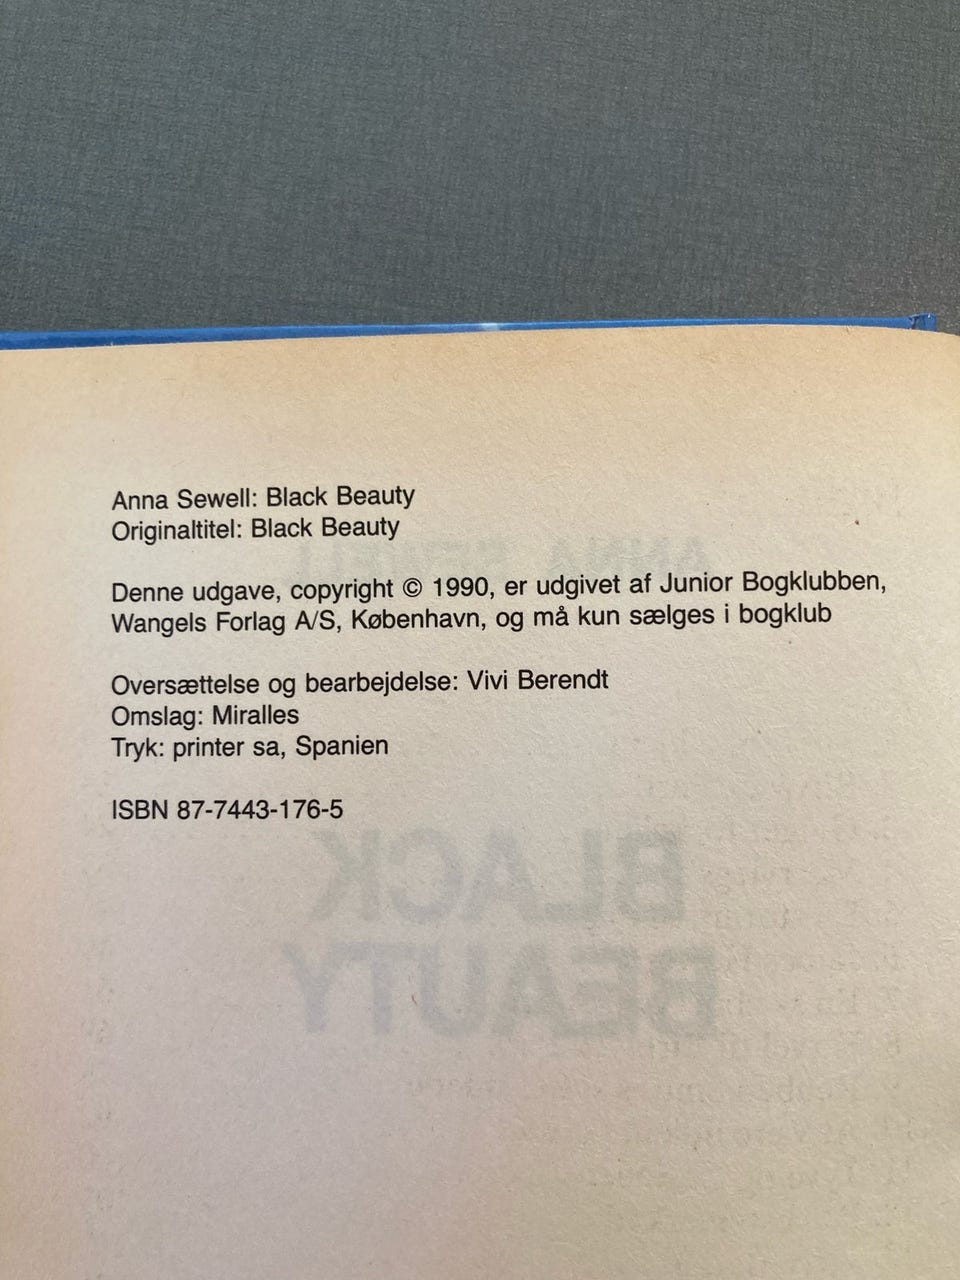 Anna Sewell: Black Beauty
Originaltitel: Black Beauty
Denne udgave, copyright © 1990, er udgivet af Junior Bogklubben,
Wangels Forlag A/S, København, og må kun sælges i bogklub
Oversættelse og bearbejdelse: Vivi Berendt
Omslag: Miralles
Tryk: printer sa, Spanien
ISBN 87-7443-176-5
BLACK
BEAUTY